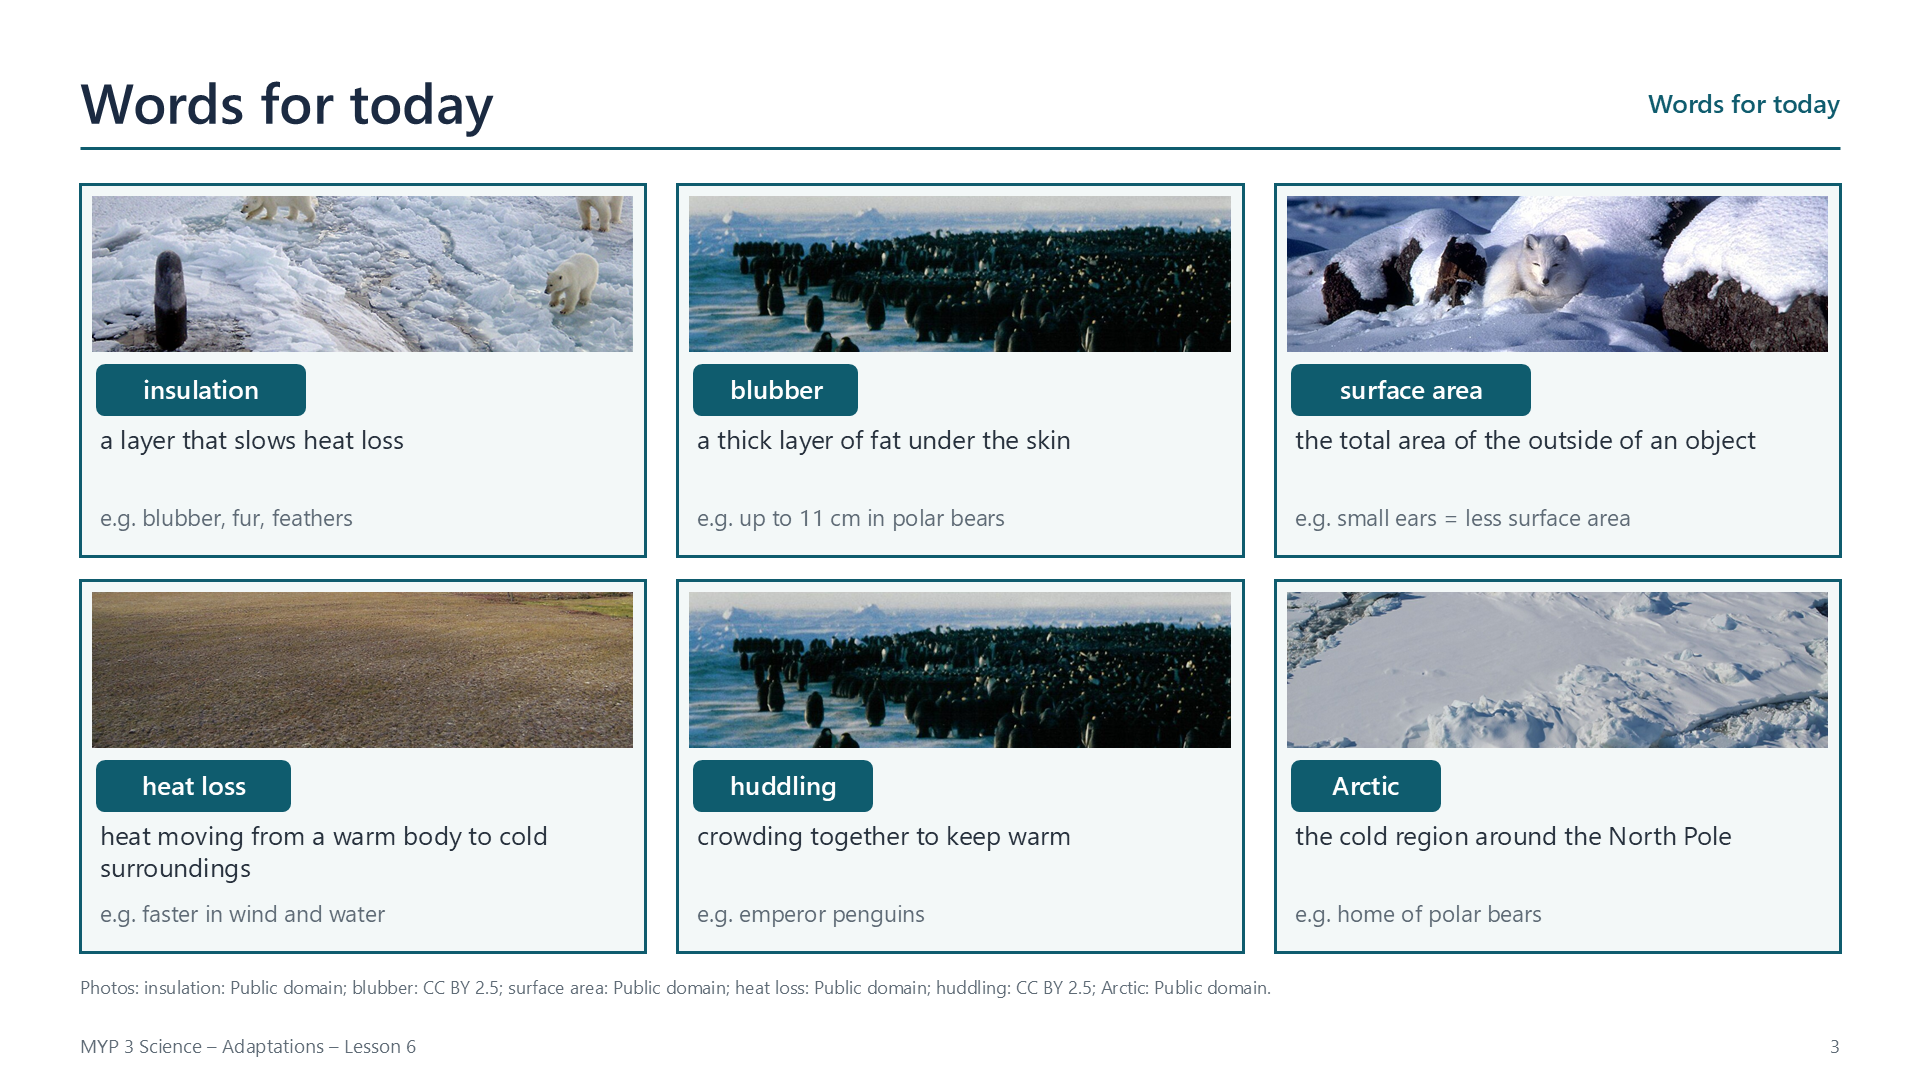 Words for today
Words for today
insulation
a layer that slows heat loss
e.g. blubber, fur, feathers
blubber
a thick layer of fat under the skin
e.g. up to 11 cm in polar bears
surface area
the total area of the outside of an object
e.g. small ears = less surface area
heat loss
heat moving from a warm body to cold
surroundings
e.g. faster in wind and water
huddling
crowding together to keep warm
e.g. emperor penguins
Arctic
the cold region around the North Pole
e.g. home of polar bears
Photos: insulation: Public domain; blubber: CC BY 2.5; surface area: Public domain; heat loss: Public domain; huddling: CC BY 2.5; Arctic: Public domain.
MYP 3 Science – Adaptations – Lesson 6
3